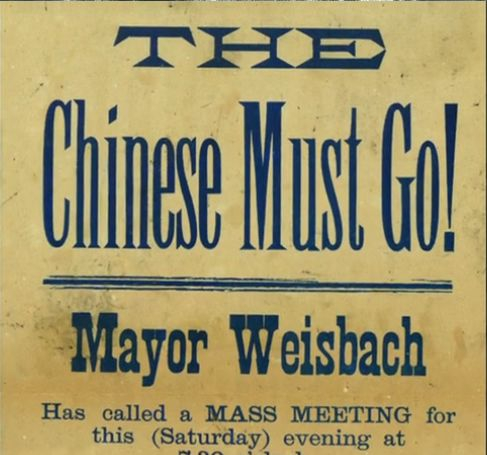 THE
Chinese Must Go!
Mayor Weisbach
Has called a MASS MEETING for
this (Saturday) evening at